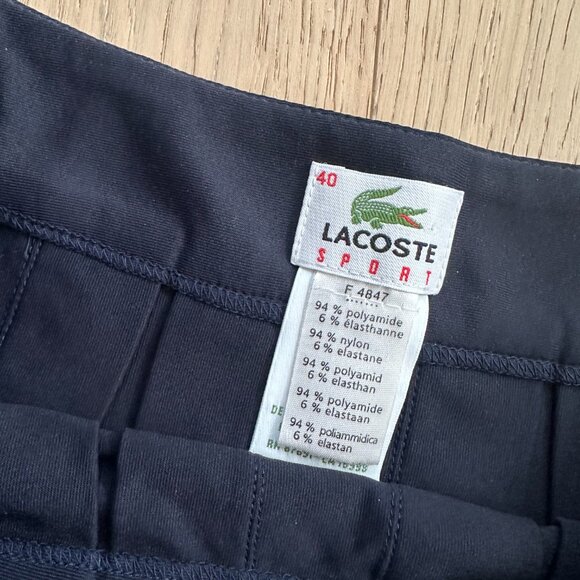 40
LACOSTE
SPORT
F 4847
94 % polyamide
6 % élasthanne
94 % nylon
6 % elastane
94 % polyamid
6 % elasthan
94 % polyamide
6 % elastaan
94 % poliammidica
6 % elastan
DE